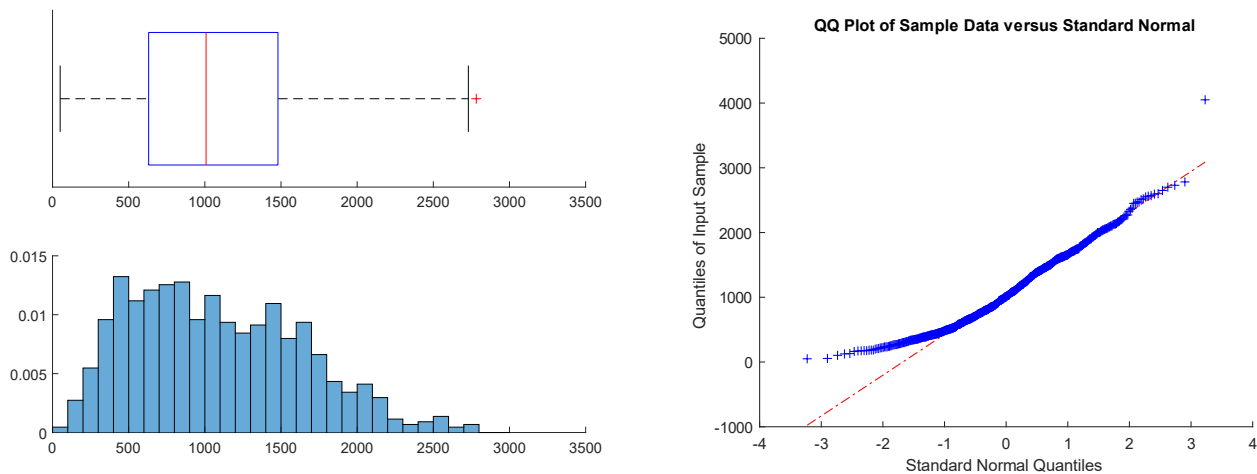 0 500 1000 1500 2000 2500 3000 3500
0.015
0.01
0.005
0
0 500 1000 1500 2000 2500 3000 3500
QQ Plot of Sample Data versus Standard Normal
5000
4000
3000
2000
1000
0
-1000
Quantiles of Input Sample
-4 -3 -2 -1 0 1 2 3 4
Standard Normal Quantiles